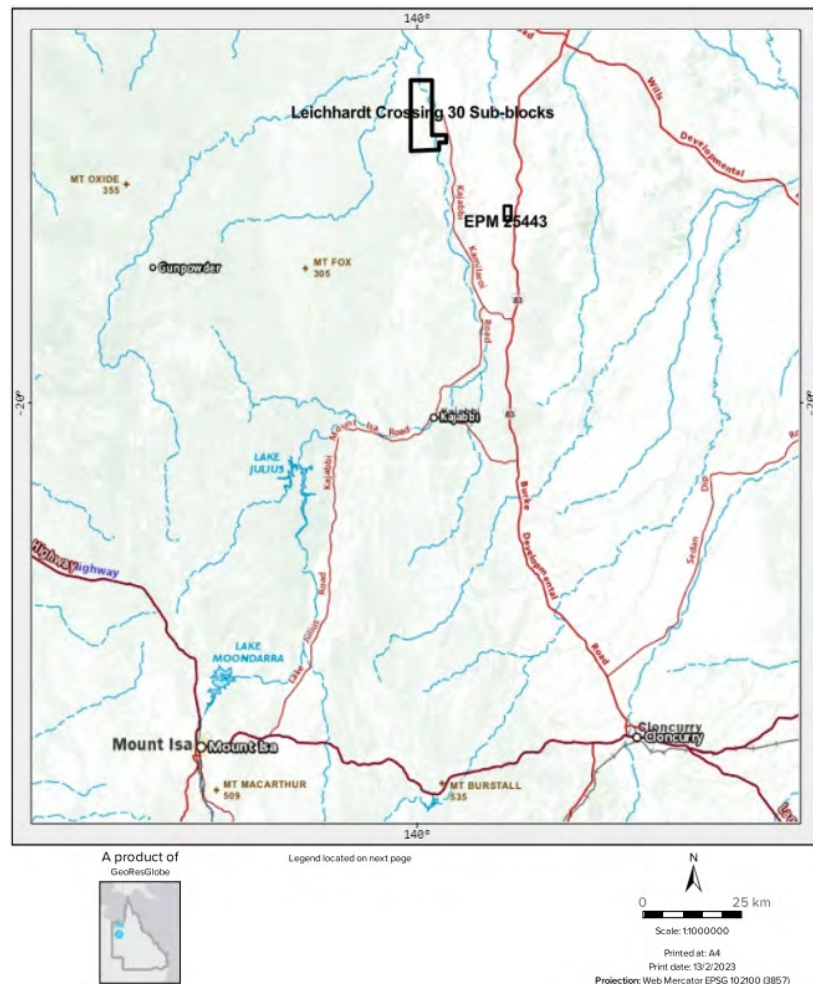 140°
Road
Wills
Developmental
Leichhardt Crossing 30 Sub-blocks
MT OXIDE
355
Kajabbi
EPM 25443
Gunpowder
MT FOX
305
Kamilaroi
83
Road
-20°
-20°
83
Kajabbi
Mount Isa Road
Kajabbi
LAKE
JULIUS
Burke
Dip
Sedan
Developmental
Highway
Highway
Road
Julius
Lake
LAKE
MOONDARRA
Road
Cloncurry
Cloncurry
Mount Isa
Mount Isa
MT MACARTHUR
509
MT BURSTALL
535
140°
A product of
GeoResGlobe
Legend located on next page
N
0 25 km
Scale: 1:1000000
Printed at: A4
Print date: 13/2/2023
Projection: Web Mercator EPSG 102100 (3857)